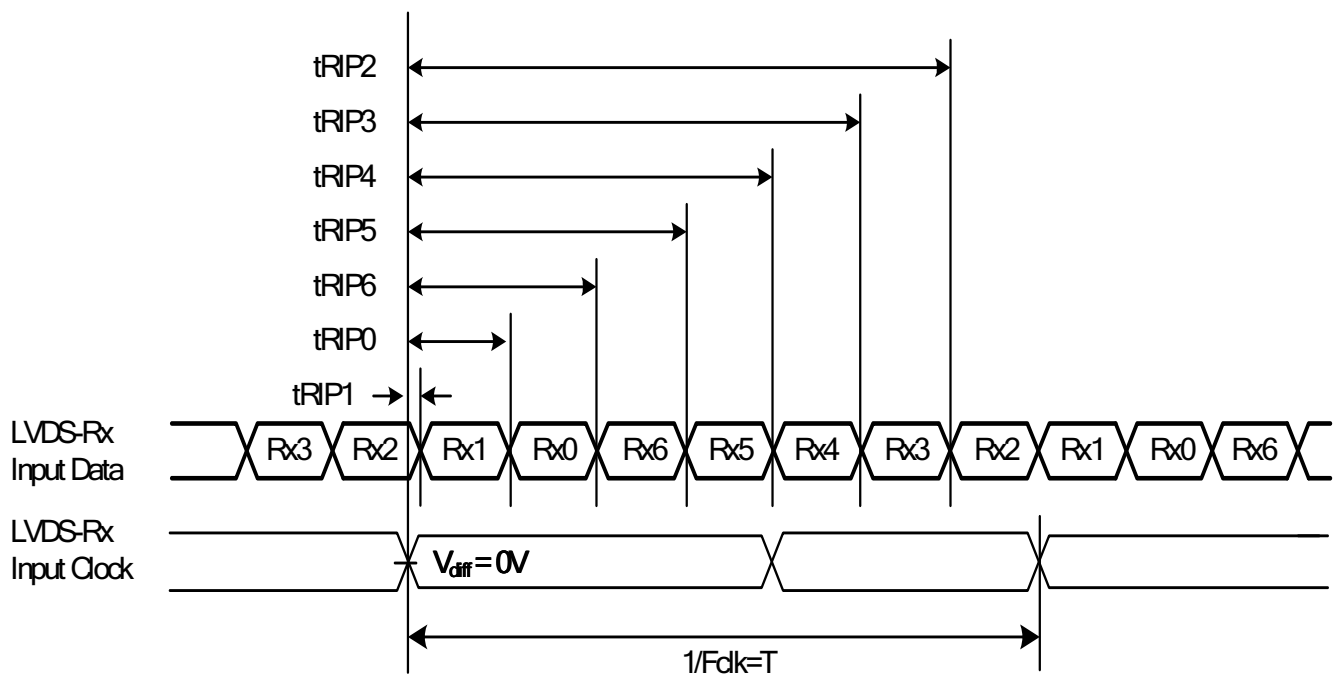 tRIP2
tRIP3
tRIP4
tRIP5
tRIP6
tRIP0
tRIP1
LVDS-Rx
Input Data
Rx3 Rx2 Rx1 Rx0 Rx6 Rx5 Rx4 Rx3 Rx2 Rx1 Rx0 Rx6
LVDS-Rx
Input Clock
Vdiff = 0V
1/Fclk=T